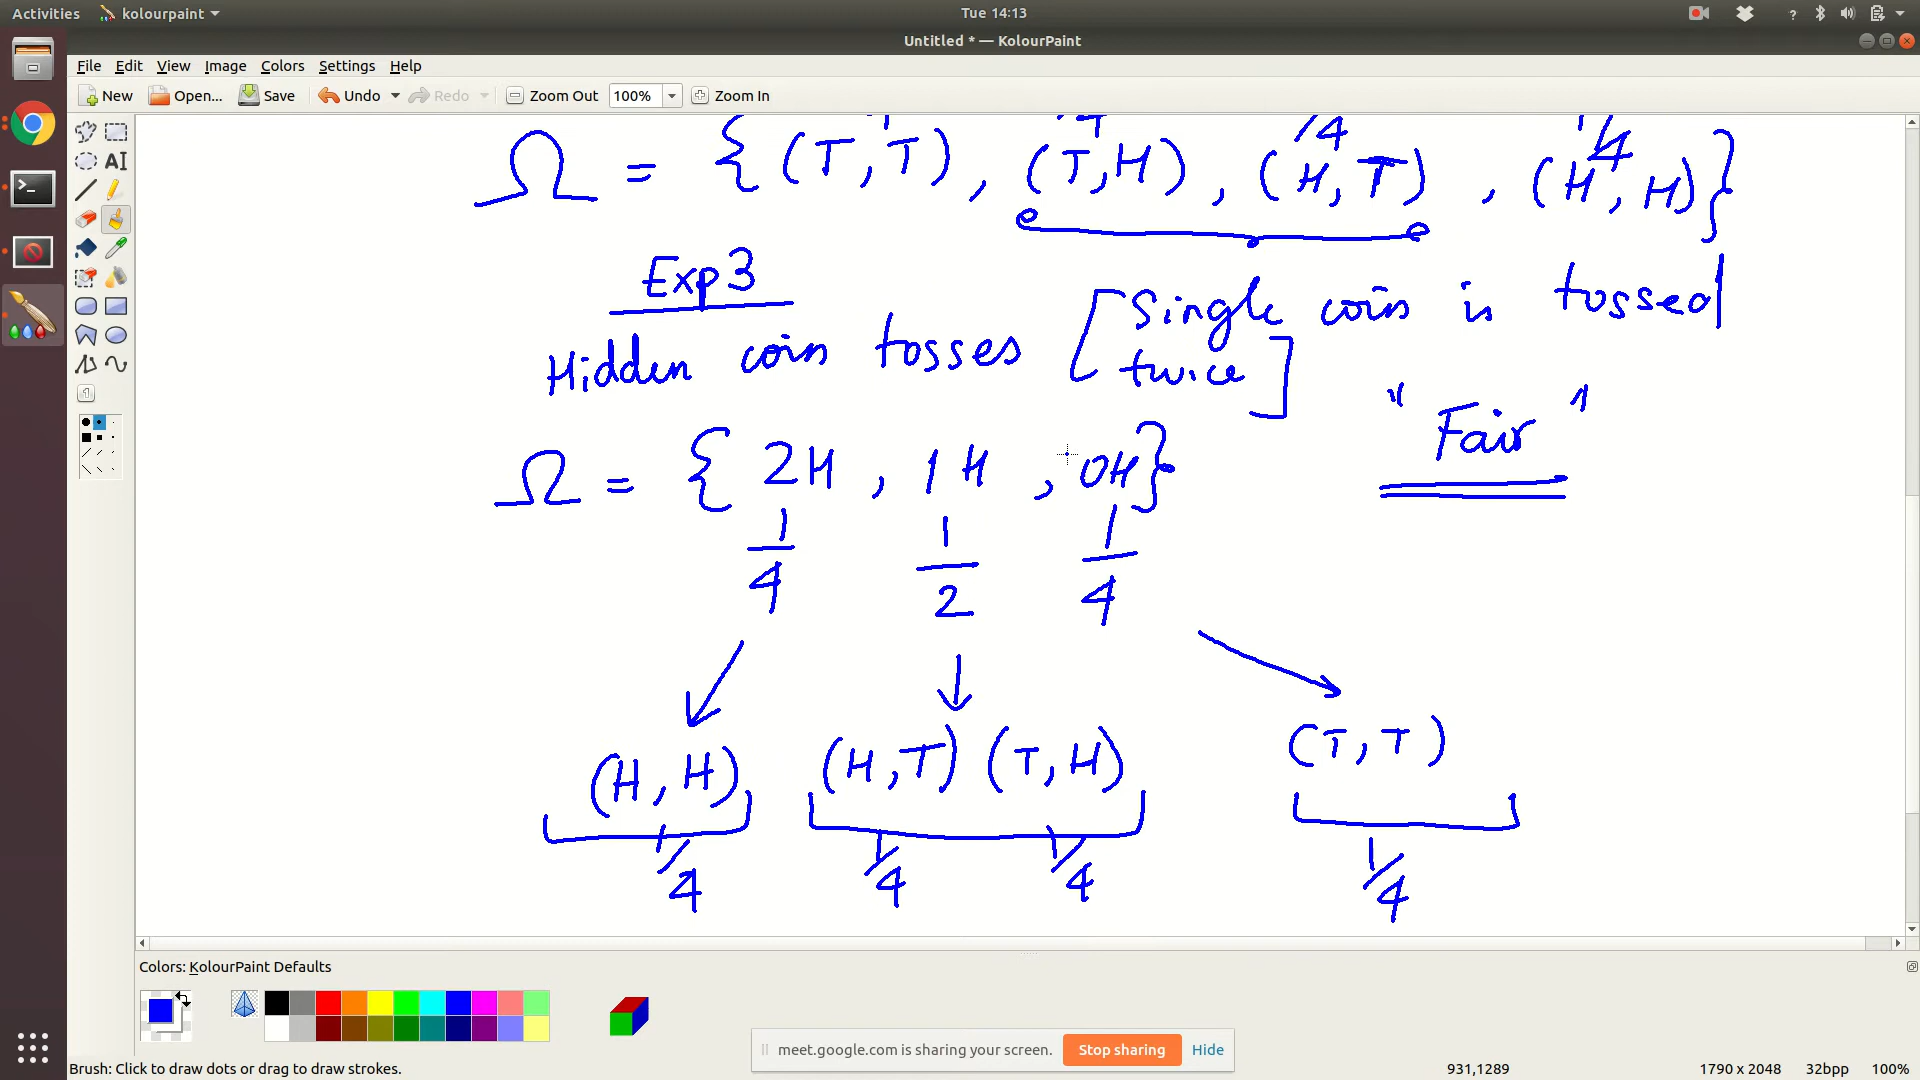 Activities kolourpaint Tue 14:13
Untitled * — KolourPaint
File Edit View Image Colors Settings Help
New Open... Save Undo Redo Zoom Out 100% Zoom In
Ω = { (T,T), (T,H), (H,T), (H,H)}
Exp 3
Hidden coin tosses [Single coin is tossed
twice]
"Fair"
Ω = { 2H, 1H, 0H}
1/4 1/2 1/4
(H,H) (H,T) (T,H) (T,T)
1/4 1/4 1/4 1/4
Colors: KolourPaint Defaults
meet.google.com is sharing your screen. Stop sharing Hide
Brush: Click to draw dots or drag to draw strokes. 931,1289 1790 x 2048 32bpp 100%